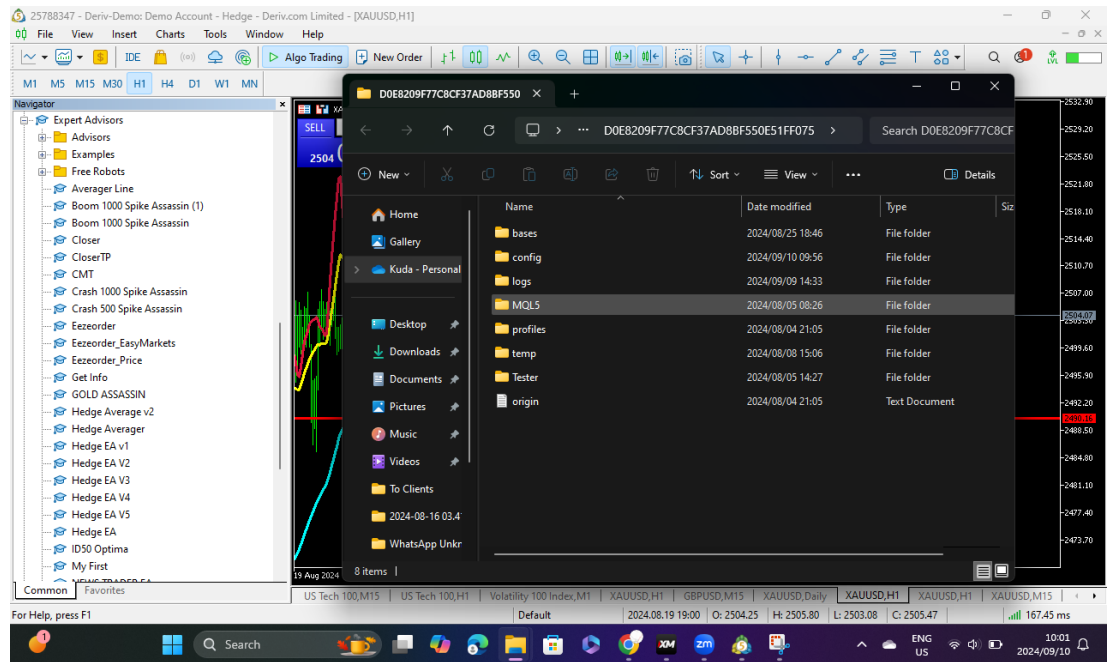 25788347 - Deriv-Demo: Demo Account - Hedge - Deriv.com Limited - [XAUUSD,H1]
File View Insert Charts Tools Window Help
IDE Algo Trading New Order LVL 1
M1 M5 M15 M30 H1 H4 D1 W1 MN
Navigator
Expert Advisors
Advisors
Examples
Free Robots
Averager Line
Boom 1000 Spike Assassin (1)
Boom 1000 Spike Assassin
Closer
CloserTP
CMT
Crash 1000 Spike Assassin
Crash 500 Spike Assassin
Eezeorder
Eezeorder_EasyMarkets
Eezeorder_Price
Get Info
GOLD ASSASSIN
Hedge Average v2
Hedge Averager
Hedge EA v1
Hedge EA V2
Hedge EA V3
Hedge EA V4
Hedge EA V5
Hedge EA
ID50 Optima
My First
NEWS TRADER EA
Common Favorites
XA
SELL
2504
D0E8209F77C8CF37AD8BF550
D0E8209F77C8CF37AD8BF550E51FF075
Search D0E8209F77C8CF
New Sort View Details
Home
Gallery
Kuda - Personal
Desktop
Downloads
Documents
Pictures
Music
Videos
To Clients
2024-08-16 03.4
WhatsApp Unkr
Name Date modified Type Siz
bases 2024/08/25 18:46 File folder
config 2024/09/10 09:56 File folder
logs 2024/09/09 14:33 File folder
MQL5 2024/08/05 08:26 File folder
profiles 2024/08/04 21:05 File folder
temp 2024/08/08 15:06 File folder
Tester 2024/08/05 14:27 File folder
origin 2024/08/04 21:05 Text Document
8 items
2532.90
2529.20
2525.50
2521.80
2518.10
2514.40
2510.70
2507.00
2504.07
2499.60
2495.90
2492.20
2488.50
2484.80
2481.10
2477.40
2473.70
19 Aug 2024
US Tech 100,M15 US Tech 100,H1 Volatility 100 Index,M1 XAUUSD,H1 GBPUSD,M15 XAUUSD,Daily XAUUSD,H1 XAUUSD,H1 XAUUSD,M15
For Help, press F1 Default 2024.08.19 19:00 O: 2504.25 H: 2505.80 L: 2503.08 C: 2505.47 167.45 ms
Search XM zm ENG US 10:01 2024/09/10